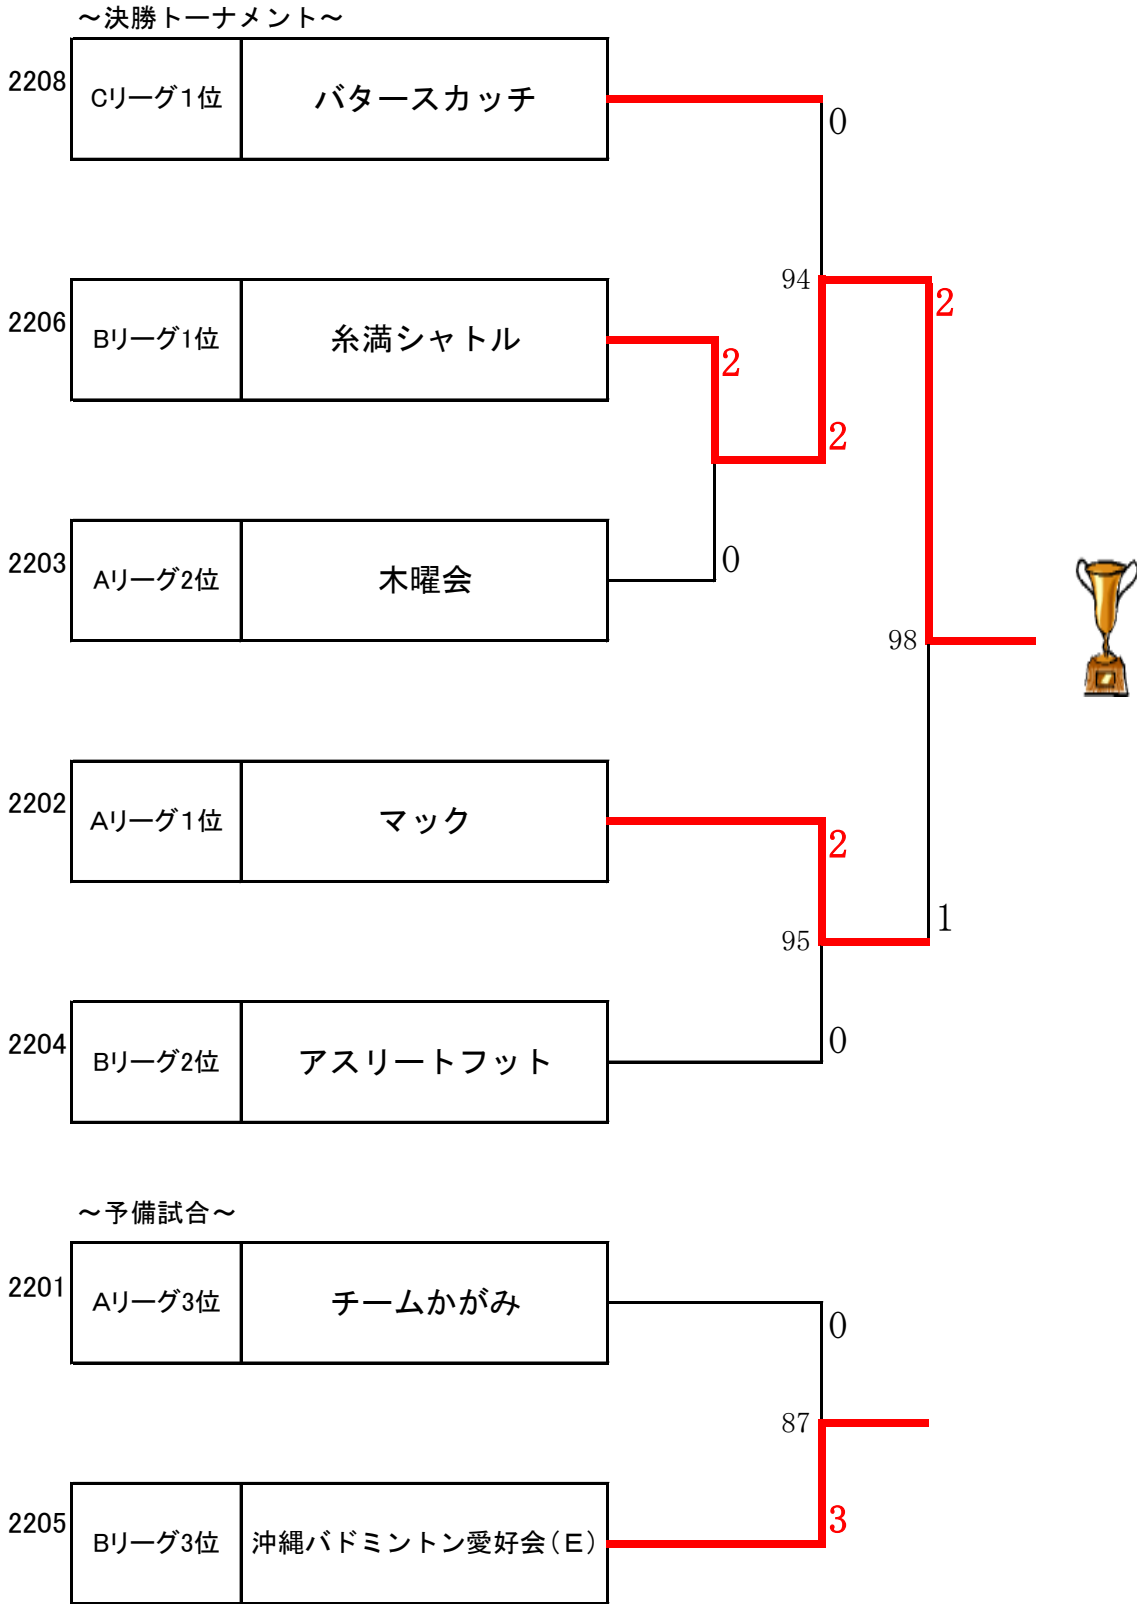 ～決勝トーナメント～
2208 Cリーグ1位 バタースカッチ
0
94
2
2206 Bリーグ1位 糸満シャトル
2
2
2203 Aリーグ2位 木曜会
0
98
2202 Aリーグ1位 マック
2
95
1
2204 Bリーグ2位 アスリートフット
0
～予備試合～
2201 Aリーグ3位 チームかがみ
0
87
2205 Bリーグ3位 沖縄バドミントン愛好会（E）
3